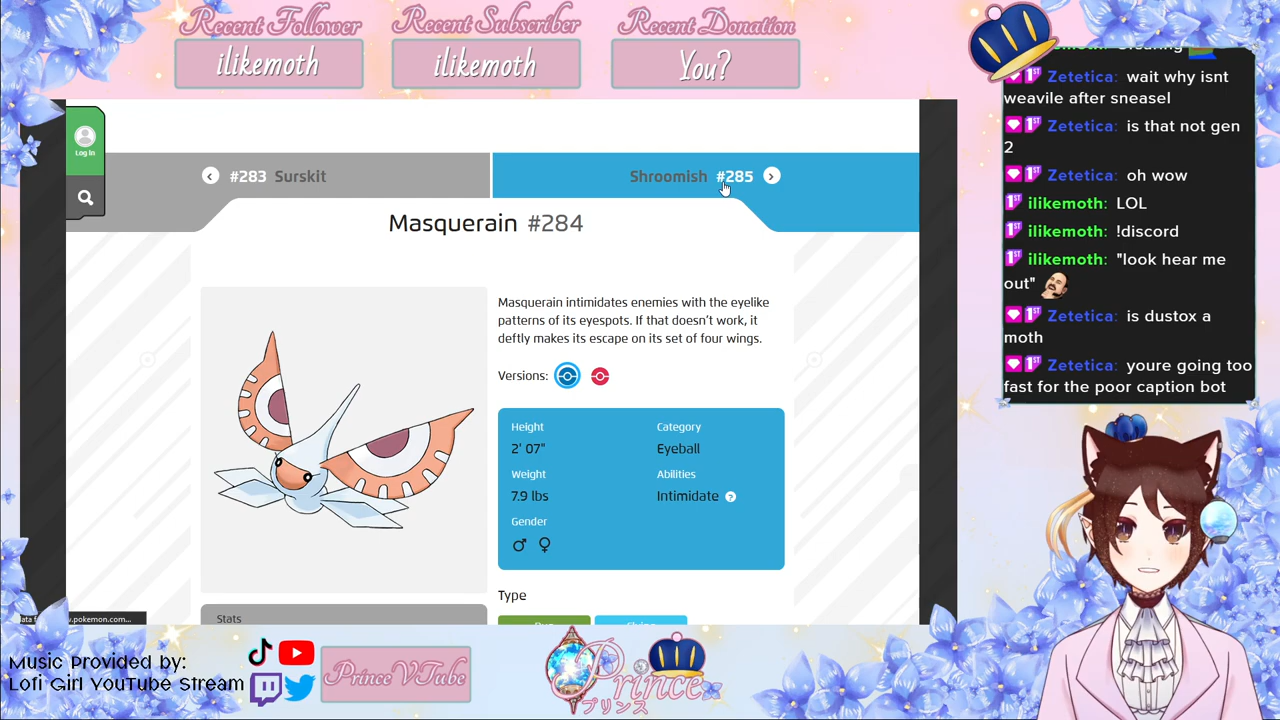 Recent Follower
ilikemoth
Recent Subscriber
ilikemoth
Recent Donation
You?
Log In
#283 Surskit
Shroomish #285
Masquerain #284
Masquerain intimidates enemies with the eyelike
patterns of its eyespots. If that doesn't work, it
deftly makes its escape on its set of four wings.
Versions:
Height
2' 07"
Category
Eyeball
Weight
7.9 lbs
Abilities
Intimidate ?
Gender
Type
Stats
Zetetica: wait why isnt
weavile after sneasel
Zetetica: is that not gen
2
Zetetica: oh wow
ilikemoth: LOL
ilikemoth: !discord
ilikemoth: "look hear me
out"
Zetetica: is dustox a
moth
Zetetica: youre going too
fast for the poor caption bot
Music Provided by:
Lofi Girl YouTube Stream
PrinceVTube
Prince
プリンス